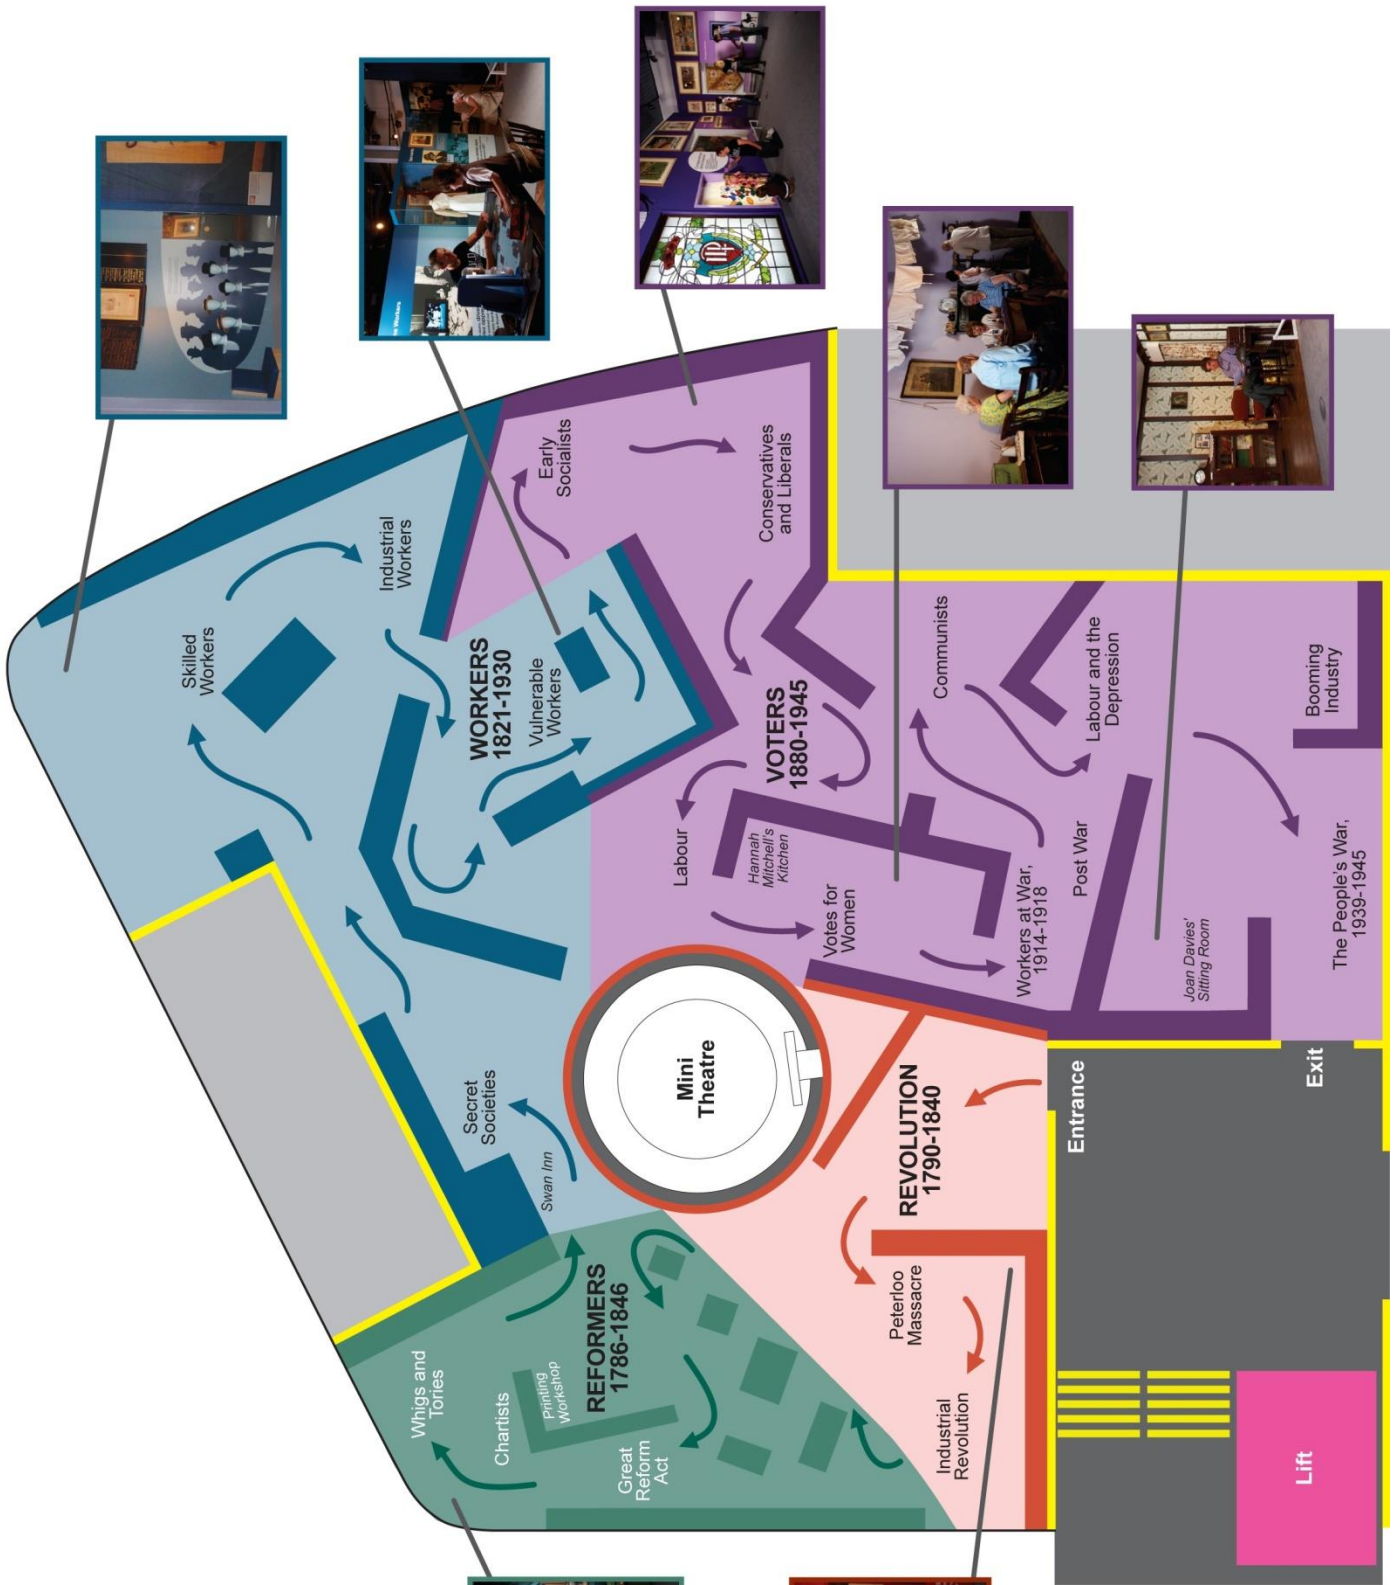 Skilled
Workers
Industrial
Workers
WORKERS
1821-1930
Vulnerable
Workers
Early
Socialists
Conservatives
and Liberals
VOTERS
1880-1945
Labour
Hannah
Mitchell's
Kitchen
Votes for
Women
Workers at War,
1914-1918
Communists
Post War
Labour and the
Depression
Joan Davies'
Sitting Room
The People's War,
1939-1945
Booming
Industry
Secret
Societies
Swan Inn
Mini
Theatre
REFORMERS
1786-1846
Whigs and
Tories
Chartists
Printing
Workshop
Great
Reform
Act
REVOLUTION
1790-1840
Peterloo
Massacre
Industrial
Revolution
Entrance
Exit
Lift